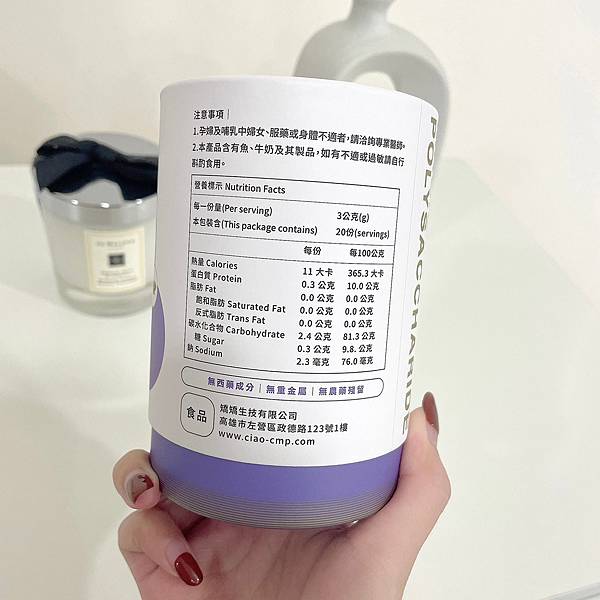 注意事項｜
1.孕婦及哺乳中婦女、服藥或身體不適者，請洽詢專業醫師。
2.本產品含有魚、牛奶及其製品，如有不適或過敏請自行
斟酌食用。
營養標示 Nutrition Facts
每一份量(Per serving) 3公克(g)
本包裝含(This package contains) 20份(servings)
每份 每100公克
熱量 Calories 11 大卡 365.3 大卡
蛋白質 Protein 0.3 公克 10.0 公克
脂肪 Fat 0.0 公克 0.0 公克
飽和脂肪 Saturated Fat 0.0 公克 0.0 公克
反式脂肪 Trans Fat 0.0 公克 0.0 公克
碳水化合物 Carbohydrate 2.4 公克 81.3 公克
糖 Sugar 0.3 公克 9.8. 公克
鈉 Sodium 2.3 毫克 76.0 毫克
無西藥成分｜無重金屬｜無農藥殘留
食品
矯矯生技有限公司
高雄市左營區政德路123號1樓
www.ciao-cmp.com
POLYSACCHARIDE